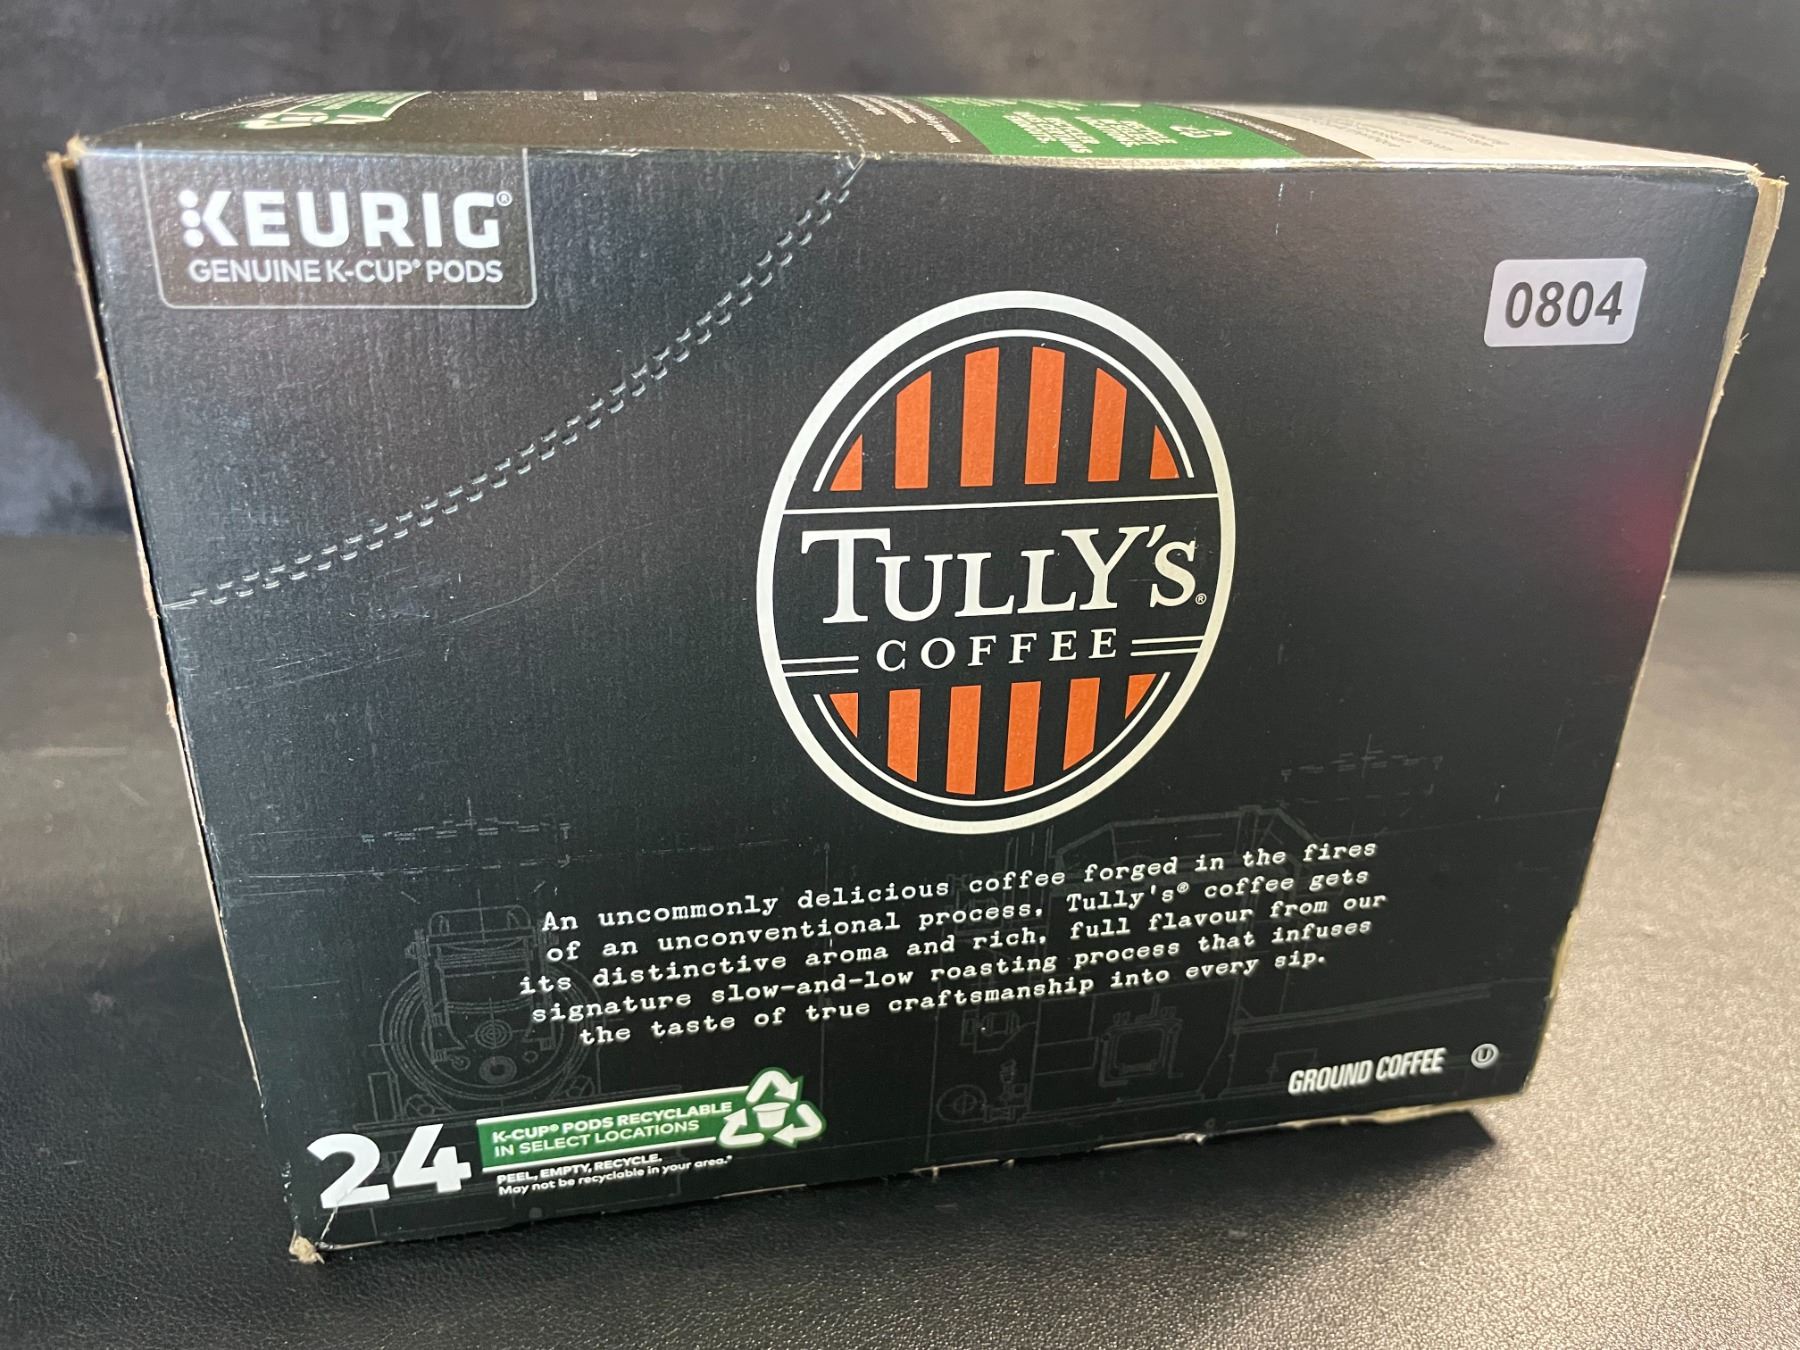 KEURIG®
GENUINE K-CUP® PODS
0804
TULLY'S®
COFFEE
An uncommonly delicious coffee forged in the fires
of an unconventional process. Tully's® coffee gets
its distinctive aroma and rich, full flavour from our
signature slow-and-low roasting process that infuses
the taste of true craftsmanship into every sip.
GROUND COFFEE U
24
K-CUP® PODS RECYCLABLE
IN SELECT LOCATIONS
PEEL, EMPTY, RECYCLE.
May not be recyclable in your area.*